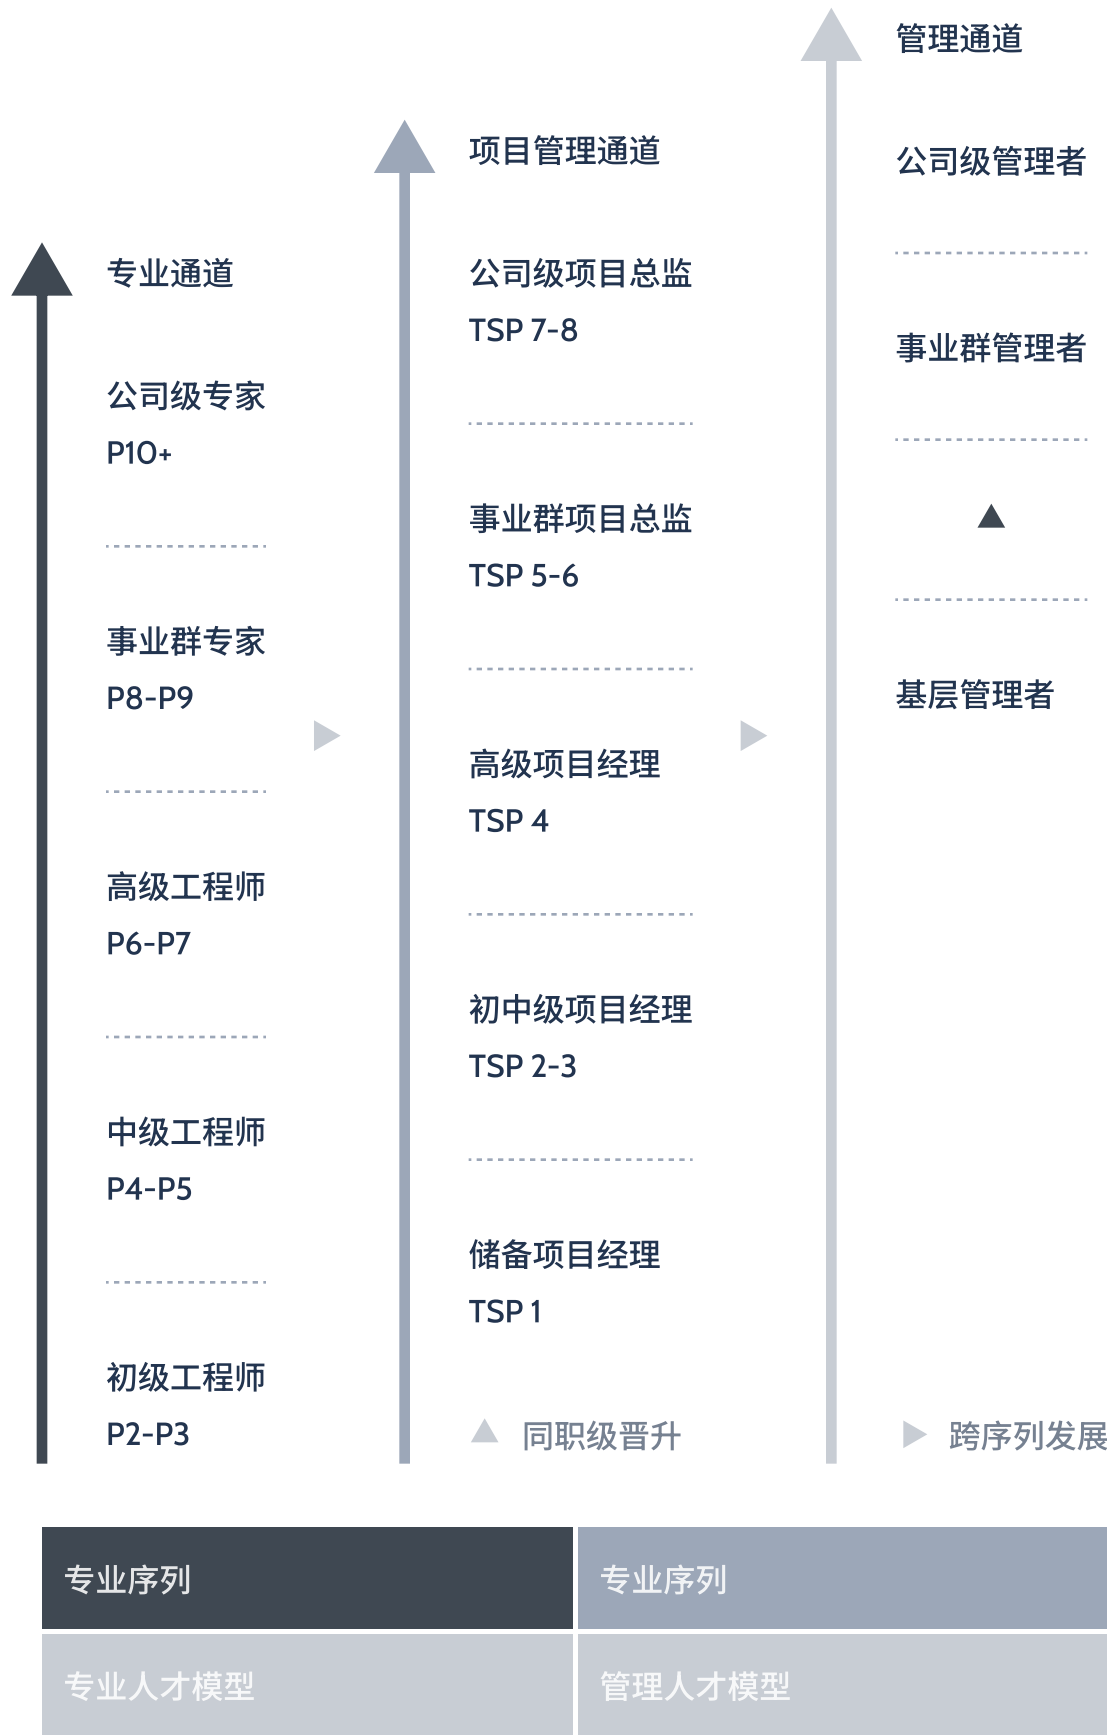 专业通道
公司级专家
P10+
事业群专家
P8-P9
高级工程师
P6-P7
中级工程师
P4-P5
初级工程师
P2-P3
项目管理通道
公司级项目总监
TSP 7-8
事业群项目总监
TSP 5-6
高级项目经理
TSP 4
初中级项目经理
TSP 2-3
储备项目经理
TSP 1
同职级晋升
管理通道
公司级管理者
事业群管理者
基层管理者
跨序列发展
专业序列
专业序列
专业人才模型
管理人才模型